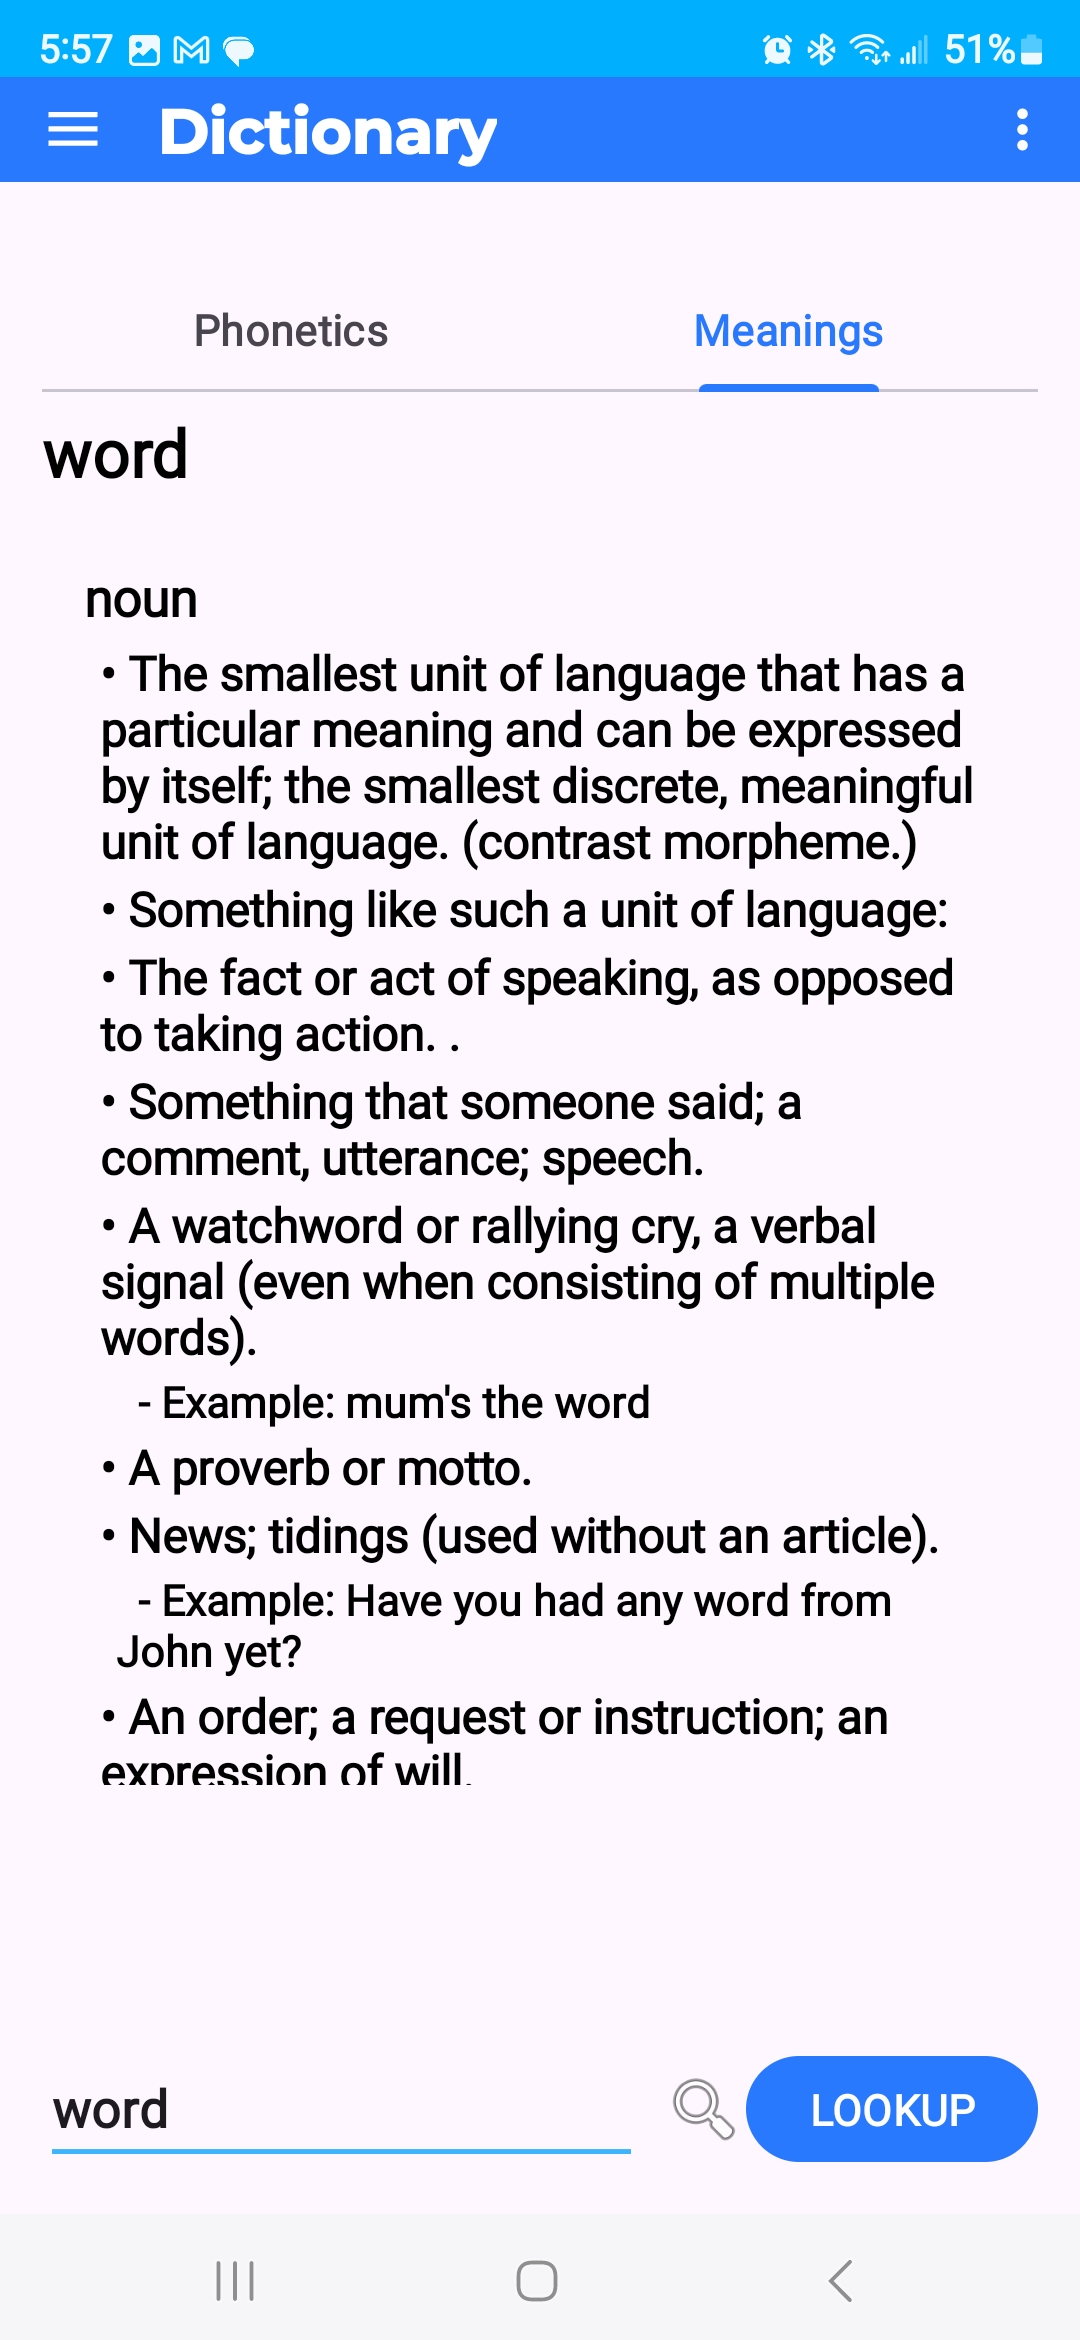 5:57 51%
Dictionary
Phonetics Meanings
word
noun
• The smallest unit of language that has a
particular meaning and can be expressed
by itself; the smallest discrete, meaningful
unit of language. (contrast morpheme.)
• Something like such a unit of language:
• The fact or act of speaking, as opposed
to taking action. .
• Something that someone said; a
comment, utterance; speech.
• A watchword or rallying cry, a verbal
signal (even when consisting of multiple
words).
- Example: mum's the word
• A proverb or motto.
• News; tidings (used without an article).
- Example: Have you had any word from
John yet?
• An order; a request or instruction; an
expression of will.
word LOOKUP